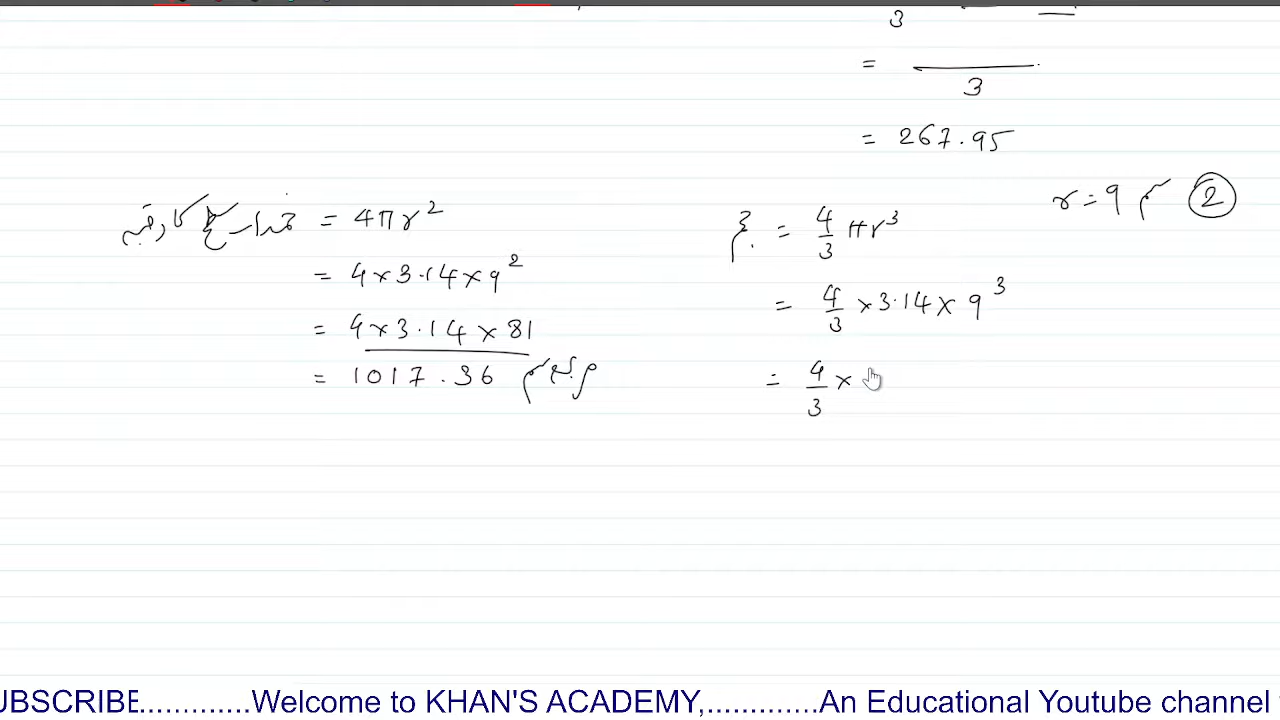 3
= ‾ 3
= 267.95
② r = 9 سم
حجم = 4/3 πr³
= 4/3 × 3.14 × 9³
= 4/3 ×
خمدار سطح کا رقبہ = 4πr²
= 4 × 3.14 × 9²
= 4 × 3.14 × 81
= 1017.36 مربع سم
UBSCRIBE.............Welcome to KHAN'S ACADEMY,.............An Educational Youtube channel